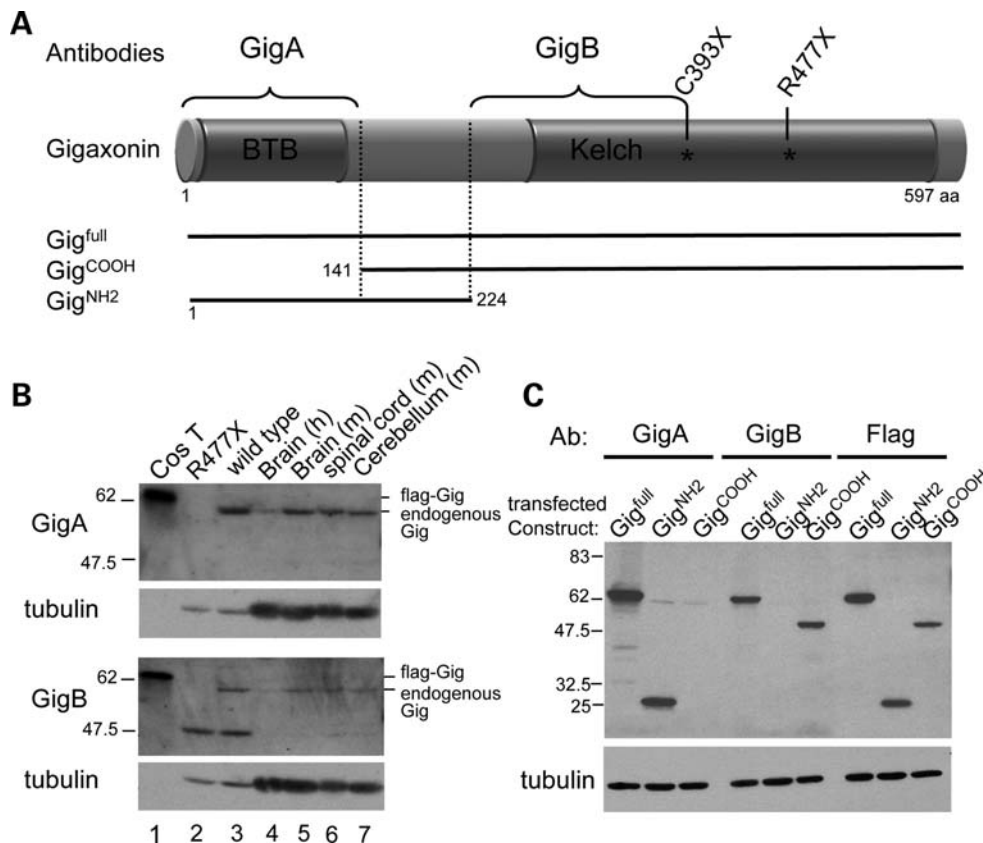 A
Antibodies
GigA
GigB
C393X
R477X
Gigaxonin
BTB
Kelch
*
*
1
597 aa
Gig^full
Gig^COOH
141
Gig^NH2
1
224
B
Cos T
R477X
wild type
Brain (h)
Brain (m)
spinal cord (m)
Cerebellum (m)
GigA
62
47.5
flag-Gig
endogenous
Gig
tubulin
GigB
62
47.5
flag-Gig
endogenous
Gig
tubulin
1 2 3 4 5 6 7
C
Ab: GigA GigB Flag
transfected
Construct:
Gig^full Gig^NH2 Gig^COOH Gig^full Gig^NH2 Gig^COOH Gig^full Gig^NH2 Gig^COOH
83
62
47.5
32.5
25
tubulin